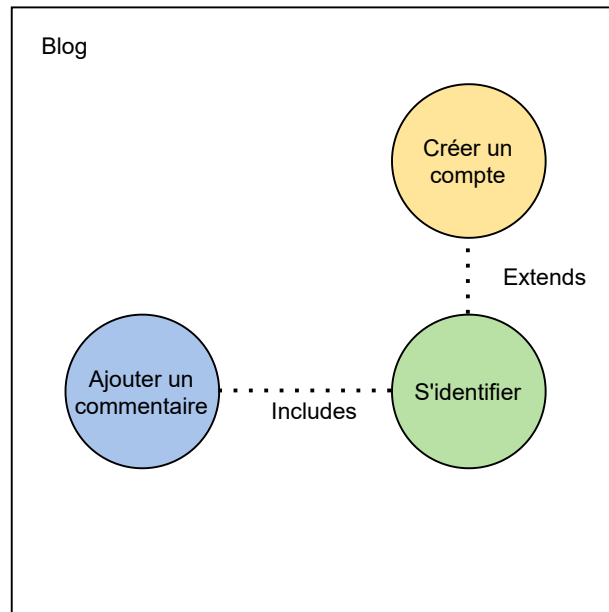 Blog
Créer un
compte
Extends
Ajouter un
commentaire
Includes
S'identifier